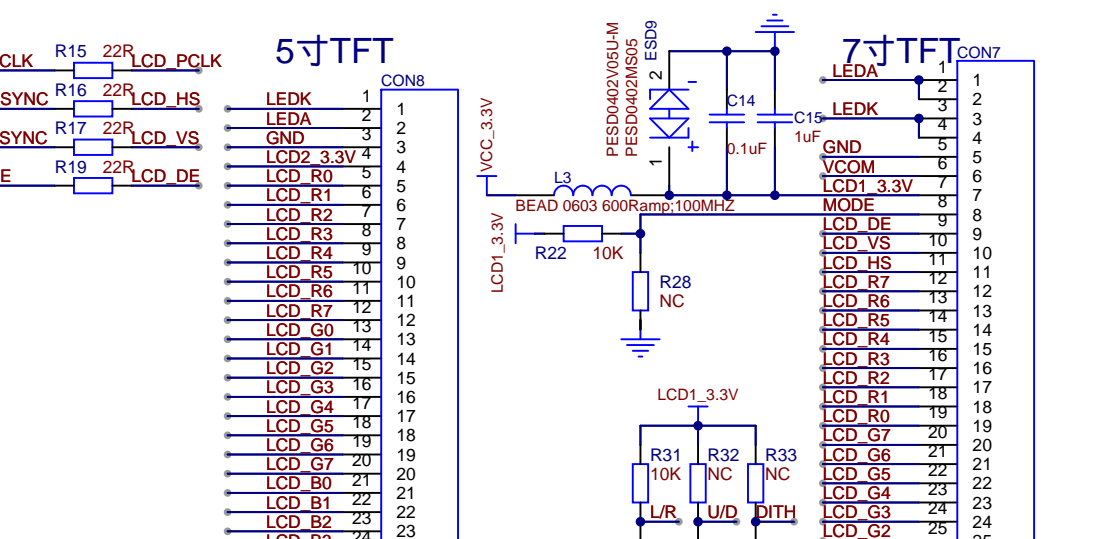 CLK R15 22R LCD_PCLK
SYNC R16 22R LCD_HS
SYNC R17 22R LCD_VS
E R19 22R LCD_DE
5寸TFT
CON8
LEDK 1 1
LEDA 2 2
GND 3 3
LCD2_3.3V 4 4
LCD_R0 5 5
LCD_R1 6 6
LCD_R2 7 7
LCD_R3 8 8
LCD_R4 9 9
LCD_R5 10 10
LCD_R6 11 11
LCD_R7 12 12
LCD_G0 13 13
LCD_G1 14 14
LCD_G2 15 15
LCD_G3 16 16
LCD_G4 17 17
LCD_G5 18 18
LCD_G6 19 19
LCD_G7 20 20
LCD_B0 21 21
LCD_B1 22 22
LCD_B2 23 23
24
PESD0402V05U-M
PESD0402MS05
ESD9
2
1
C14
0.1uF
C15
1uF
VCC_3.3V
L3
BEAD 0603 600Ramp;100MHZ
LCD1_3.3V
R22 10K
R28
NC
LCD1_3.3V
R31 R32 R33
10K NC NC
L/R U/D DITH
7寸TFT
CON7
LEDA 1 1
2 2
LEDK 3 3
4 4
GND 5 5
VCOM 6 6
LCD1_3.3V 7 7
MODE 8 8
LCD_DE 9 9
LCD_VS 10 10
LCD_HS 11 11
LCD_R7 12 12
LCD_R6 13 13
LCD_R5 14 14
LCD_R4 15 15
LCD_R3 16 16
LCD_R2 17 17
LCD_R1 18 18
LCD_R0 19 19
LCD_G7 20 20
LCD_G6 21 21
LCD_G5 22 22
LCD_G4 23 23
LCD_G3 24 24
LCD_G2 25